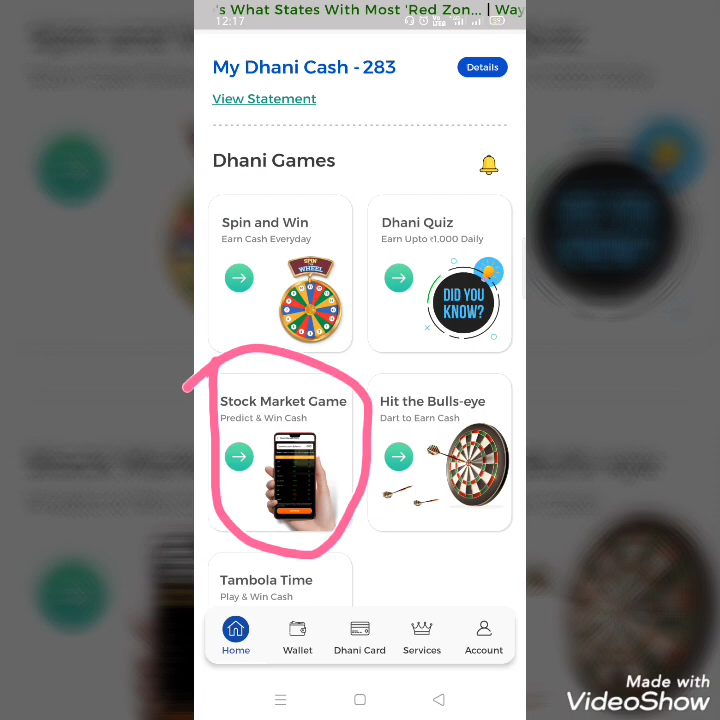 's What States With Most 'Red Zon... | Way
12:17
59
My Dhani Cash - 283
Details
View Statement
Dhani Games
Spin and Win
Earn Cash Everyday
SPIN
WHEEL
Dhani Quiz
Earn Upto ₹1,000 Daily
DID YOU
KNOW?
Stock Market Game
Predict & Win Cash
Hit the Bulls-eye
Dart to Earn Cash
Tambola Time
Play & Win Cash
Home
Wallet
Dhani Card
Services
Account
Made with
VideoShow